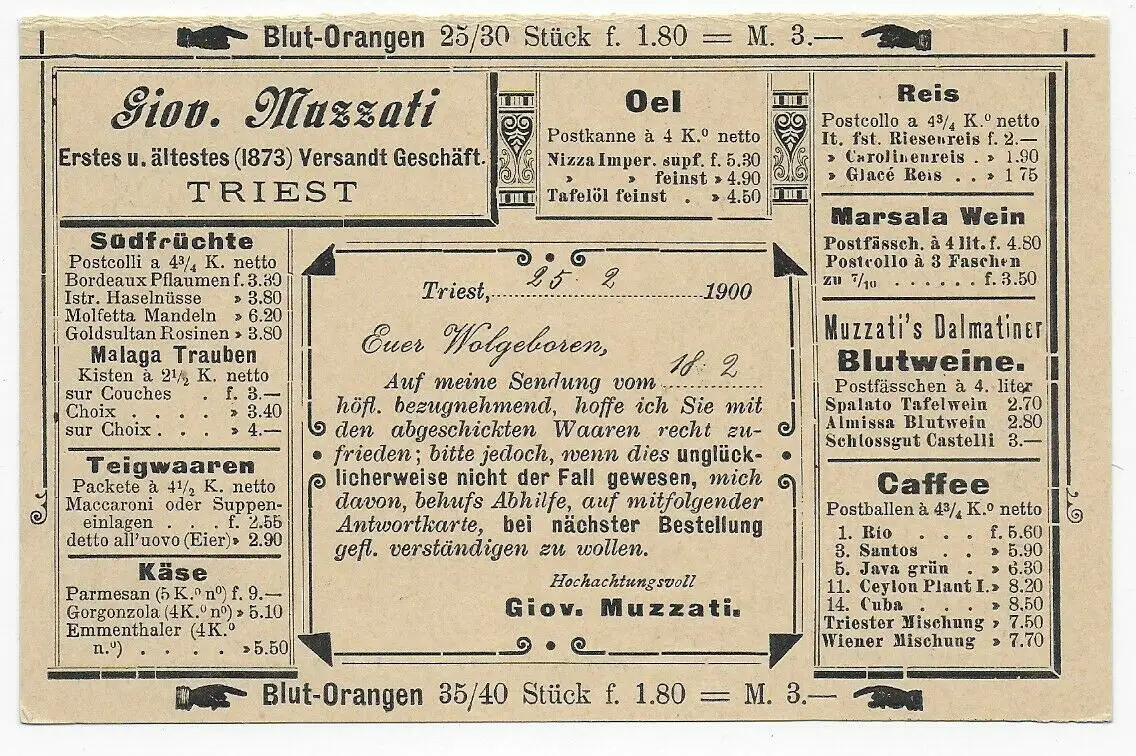 Blut-Orangen 25/30 Stück f. 1.80 = M. 3.—
Giov. Muzzati
Erstes u. ältestes (1873) Versandt Geschäft.
TRIEST
Oel
Postkanne à 4 K.º netto
Nizza Imper. supf. f. 5.30
» » feinst » 4.90
Tafelöl feinst . » 4.50
Reis
Postcollo a 4³/₄ K.º netto
It. fst. Riesenreis f. 2.—
» Carolinenreis . » 1.90
» Glacé Reis . . » 1 75
Marsala Wein
Postfässch. à 4 lit. f. 4.80
Postcollo à 3 Faschen
zu ⁷/₁₀ . . . . . . f. 3.50
Muzzati's Dalmatiner
Blutweine.
Postfässchen à 4. liter
Spalato Tafelwein 2.70
Almissa Blutwein 2.80
Schlossgut Castelli 3.—
Caffee
Postballen à 4³/₄ K.º netto
1. Rio . . . f. 5.60
3. Santos . . » 5.90
5. Java grün . » 6.30
11. Ceylon Plant I. » 8.20
14. Cuba . . . » 8.50
Triester Mischung » 7.50
Wiener Mischung » 7.70
Südfrüchte
Postcolli a 4³/₄ K. netto
Bordeaux Pflaumen f. 3.30
Istr. Haselnüsse » 3.80
Molfetta Mandeln » 6.20
Goldsultan Rosinen » 3.80
Malaga Trauben
Kisten à 2¹/₂ K. netto
sur Couches . f. 3.—
Choix . . . . » 3.40
sur Choix . . . » 4.—
Teigwaaren
Packete à 4¹/₂ K. netto
Maccaroni oder Suppen-
einlagen . . . f. 2.55
detto all'uovo (Eier) » 2.90
Käse
Parmesan (5 K.º nº) f. 9.—
Gorgonzola (4K.º nº) » 5.10
Emmenthaler (4K.º
n.º) . . . . » 5.50
Triest, 25 2 1900
Euer Wolgeboren,
Auf meine Sendung vom 18. 2
höfl. bezugnehmend, hoffe ich Sie mit
den abgeschickten Waaren recht zu-
frieden; bitte jedoch, wenn dies unglück-
licherweise nicht der Fall gewesen, mich
davon, behufs Abhilfe, auf mitfolgender
Antwortkarte, bei nächster Bestellung
gefl. verständigen zu wollen.
Hochachtungsvoll
Giov. Muzzati.
Blut-Orangen 35/40 Stück f. 1.80 = M. 3.—